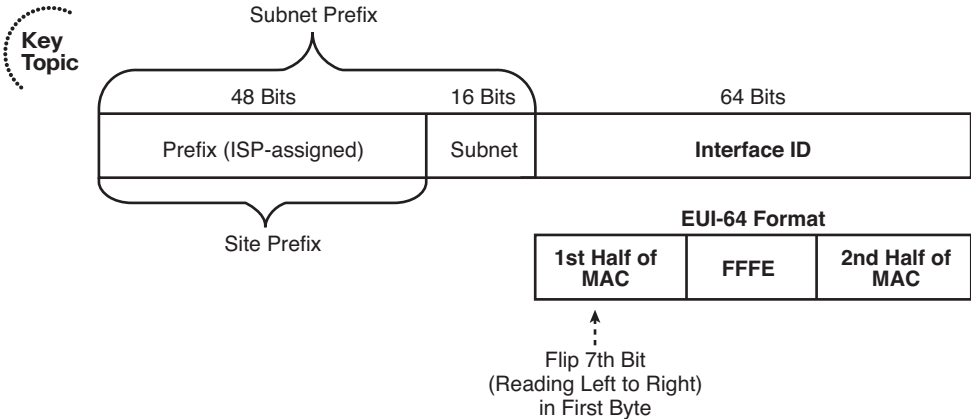 Key
Topic
Subnet Prefix
48 Bits
16 Bits
64 Bits
Prefix (ISP-assigned)
Subnet
Interface ID
Site Prefix
EUI-64 Format
1st Half of
MAC
FFFE
2nd Half of
MAC
Flip 7th Bit
(Reading Left to Right)
in First Byte